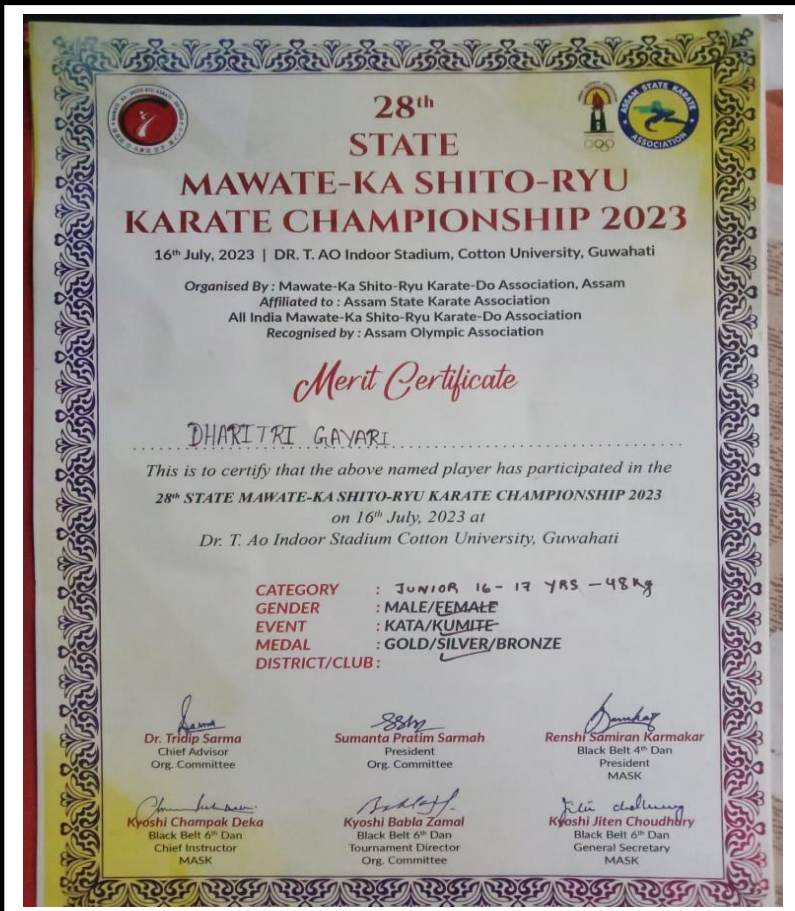 28th
STATE
MAWATE-KA SHITO-RYU
KARATE CHAMPIONSHIP 2023
16th July, 2023 | DR. T. AO Indoor Stadium, Cotton University, Guwahati
Organised By : Mawate-Ka Shito-Ryu Karate-Do Association, Assam
Affiliated to : Assam State Karate Association
All India Mawate-Ka Shito-Ryu Karate-Do Association
Recognised by : Assam Olympic Association
ASSAM STATE KARATE
ASSOCIATION
Merit Certificate
DHARITRI GAYARI
This is to certify that the above named player has participated in the
28th STATE MAWATE-KA SHITO-RYU KARATE CHAMPIONSHIP 2023
on 16th July, 2023 at
Dr. T. Ao Indoor Stadium Cotton University, Guwahati
CATEGORY : JUNIOR 16-17 YRS -48kg
GENDER : MALE/FEMALE
EVENT : KATA/KUMITE
MEDAL : GOLD/SILVER/BRONZE
DISTRICT/CLUB :
Dr. Tridip Sarma Sumanta Pratim Sarmah Renshi Samiran Karmakar
Chief Advisor President Black Belt 4th Dan
Org. Committee Org. Committee President
MASK
Kyoshi Champak Deka Kyoshi Babla Zamal Kyoshi Jiten Choudhury
Black Belt 6th Dan Black Belt 6th Dan Black Belt 6th Dan
Chief Instructor Tournament Director General Secretary
MASK Org. Committee MASK